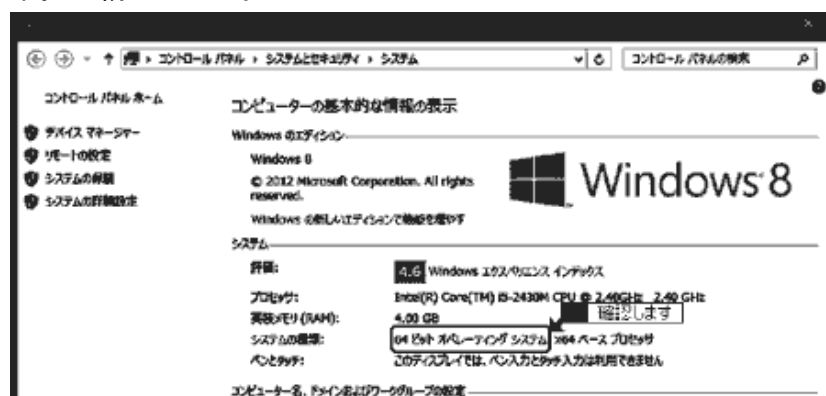 コントロール パネル › システムとセキュリティ › システム
コントロール パネルの検索
コントロール パネル ホーム
デバイス マネージャー
リモートの設定
システムの保護
システムの詳細設定
コンピューターの基本的な情報の表示
Windows のエディション
Windows 8
© 2012 Microsoft Corporation. All rights
reserved.
Windows の新しいエディションで機能を増やす
Windows 8
システム
評価:
4.6 Windows エクスペリエンス インデックス
プロセッサ:
Intel(R) Core(TM) i5-2430M CPU @ 2.40GHz 2.40 GHz
実装メモリ (RAM):
4.00 GB
確認します
システムの種類:
64 ビット オペレーティング システム、x64 ベース プロセッサ
ペンとタッチ:
このディスプレイでは、ペン入力とタッチ入力は利用できません
コンピューター名、ドメインおよびワークグループの設定